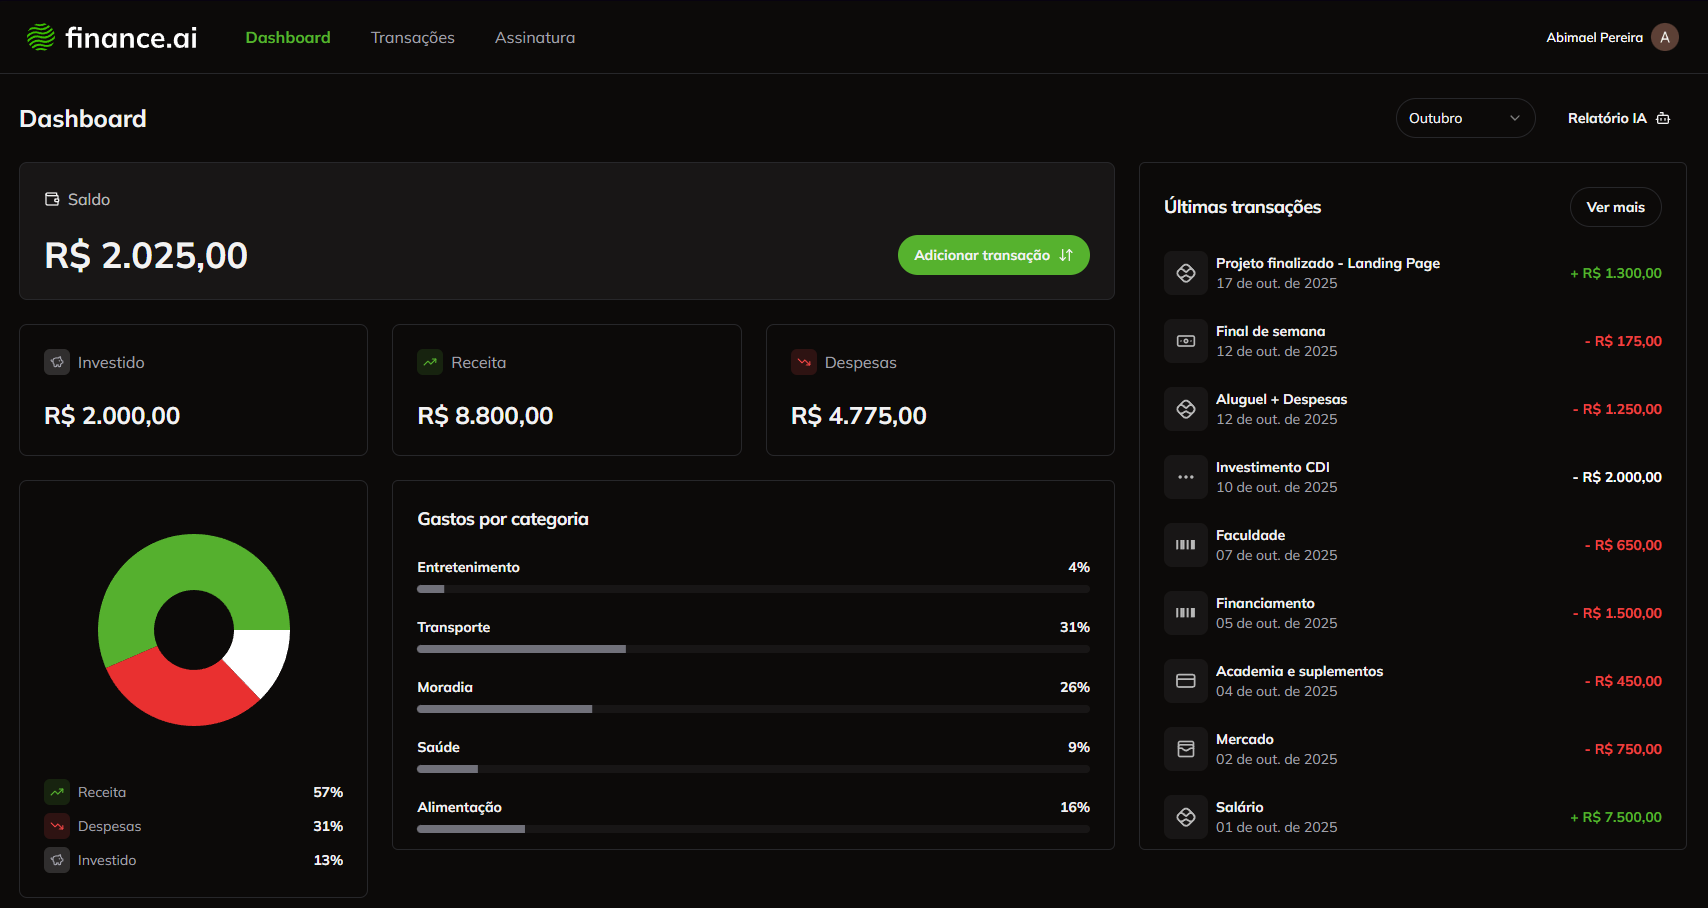 finance.ai
Dashboard
Transações
Assinatura
Abimael Pereira
A
Dashboard
Outubro
Relatório IA
Saldo
R$ 2.025,00
Adicionar transação
Investido
R$ 2.000,00
Receita
R$ 8.800,00
Despesas
R$ 4.775,00
Receita 57%
Despesas 31%
Investido 13%
Gastos por categoria
Entretenimento 4%
Transporte 31%
Moradia 26%
Saúde 9%
Alimentação 16%
Últimas transações
Ver mais
Projeto finalizado - Landing Page
17 de out. de 2025
+ R$ 1.300,00
Final de semana
12 de out. de 2025
- R$ 175,00
Aluguel + Despesas
12 de out. de 2025
- R$ 1.250,00
Investimento CDI
10 de out. de 2025
- R$ 2.000,00
Faculdade
07 de out. de 2025
- R$ 650,00
Financiamento
05 de out. de 2025
- R$ 1.500,00
Academia e suplementos
04 de out. de 2025
- R$ 450,00
Mercado
02 de out. de 2025
- R$ 750,00
Salário
01 de out. de 2025
+ R$ 7.500,00